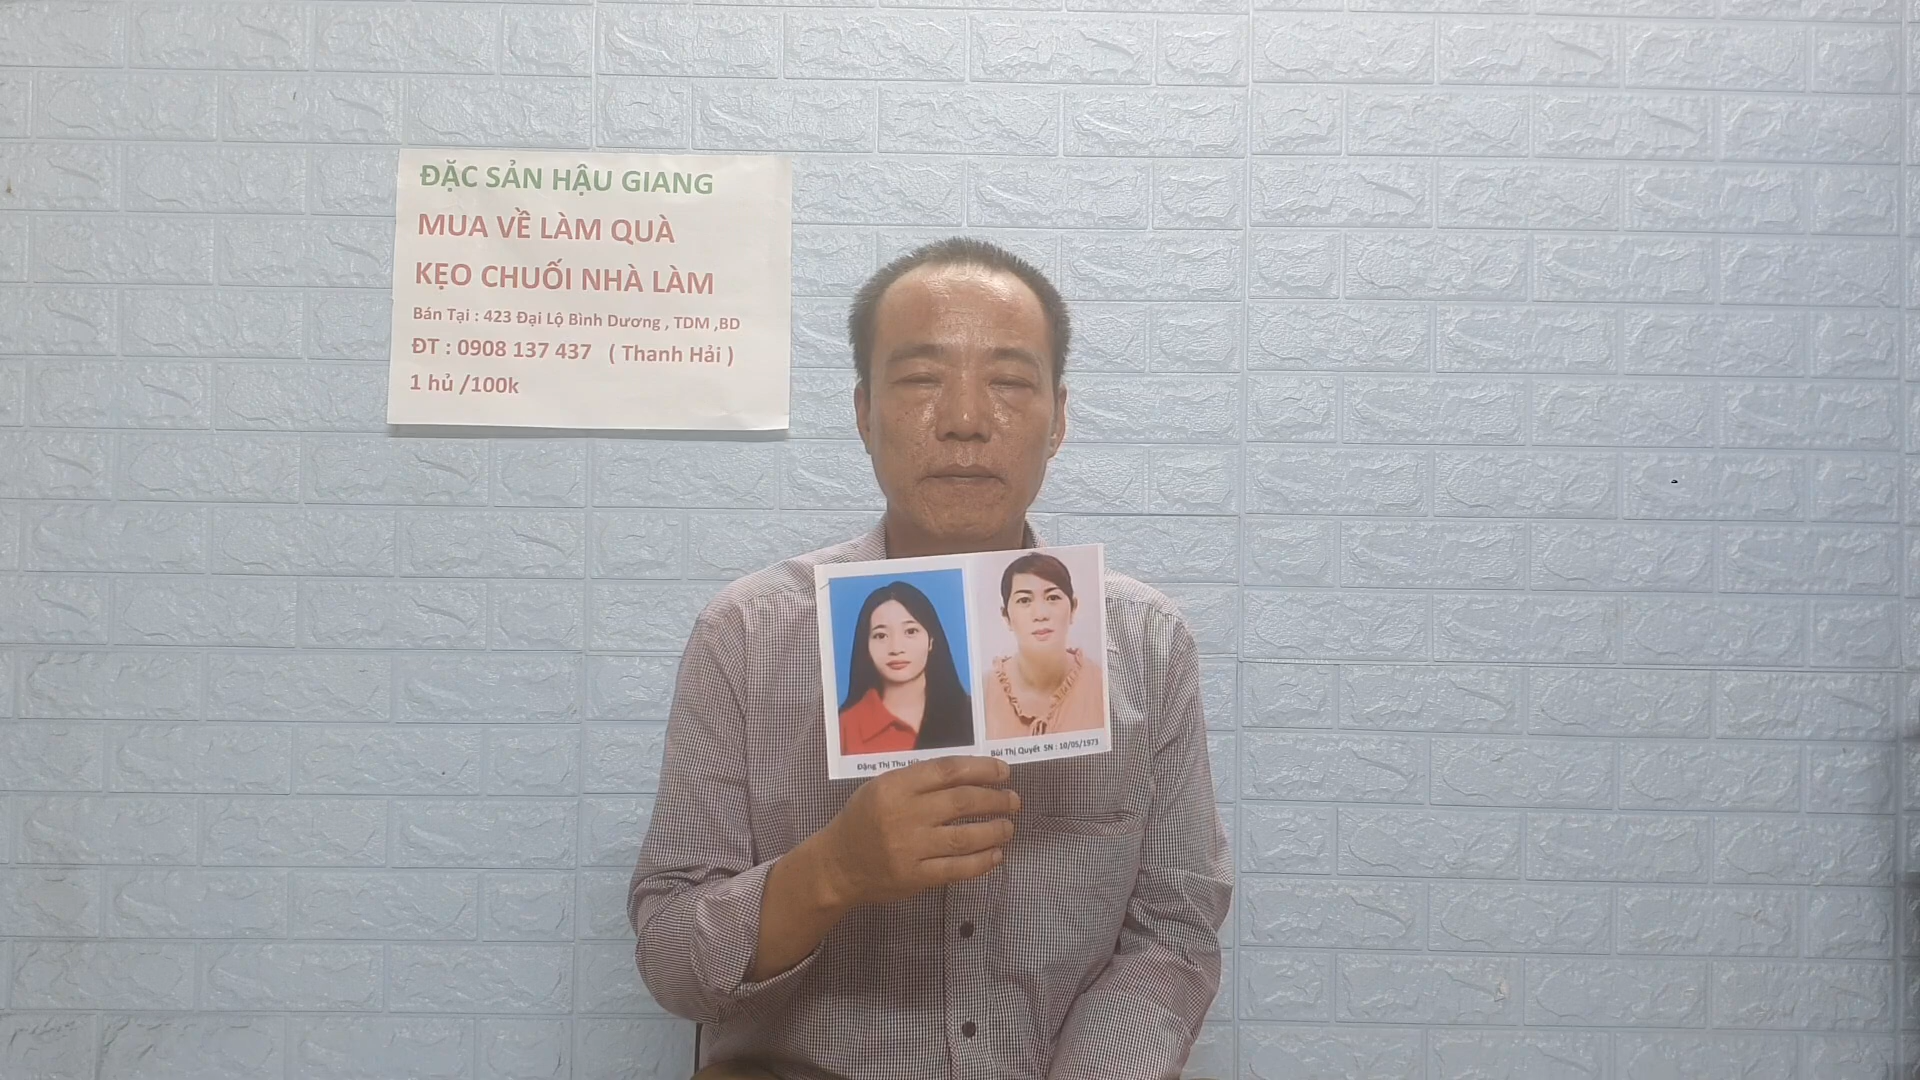 ĐẶC SẢN HẬU GIANG
MUA VỀ LÀM QUÀ
KẸO CHUỐI NHÀ LÀM
Bán Tại : 423 Đại Lộ Bình Dương , TDM ,BD
ĐT : 0908 137 437 ( Thanh Hải )
1 hủ /100k
Đặng Thị Thu
Bùi Thị Quyết SN : 10/05/1973